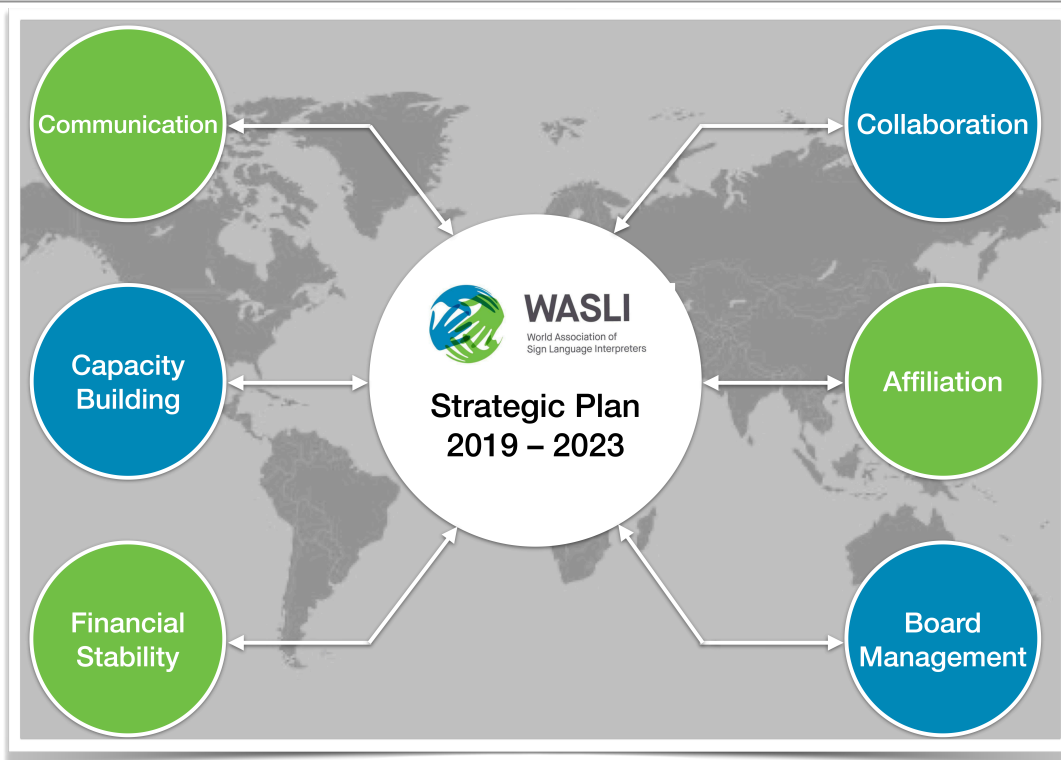 Communication
Collaboration
WASLI
World Association of
Sign Language Interpreters
Capacity
Building
Strategic Plan
2019 – 2023
Affiliation
Financial
Stability
Board
Management